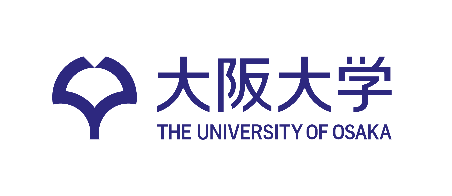 大阪大学
THE UNIVERSITY OF OSAKA